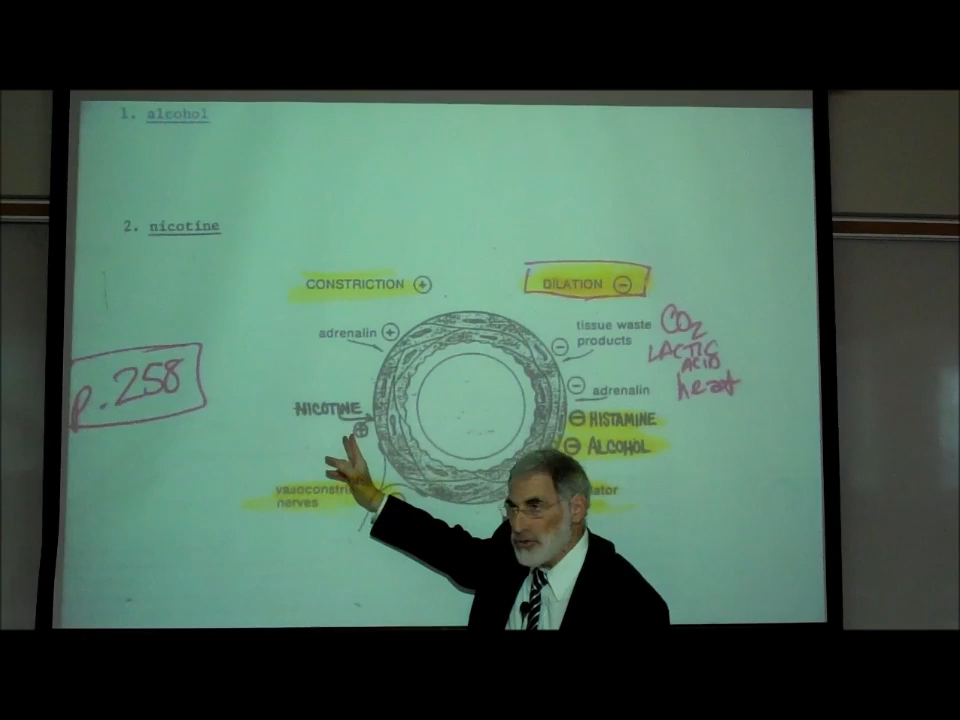 1. alcohol
2. nicotine
CONSTRICTION +
DILATION −
adrenalin +
− tissue waste
products
CO2
LACTIC
ACID
heat
p. 258
− adrenalin
NICOTINE
+
− HISTAMINE
− ALCOHOL
nerves